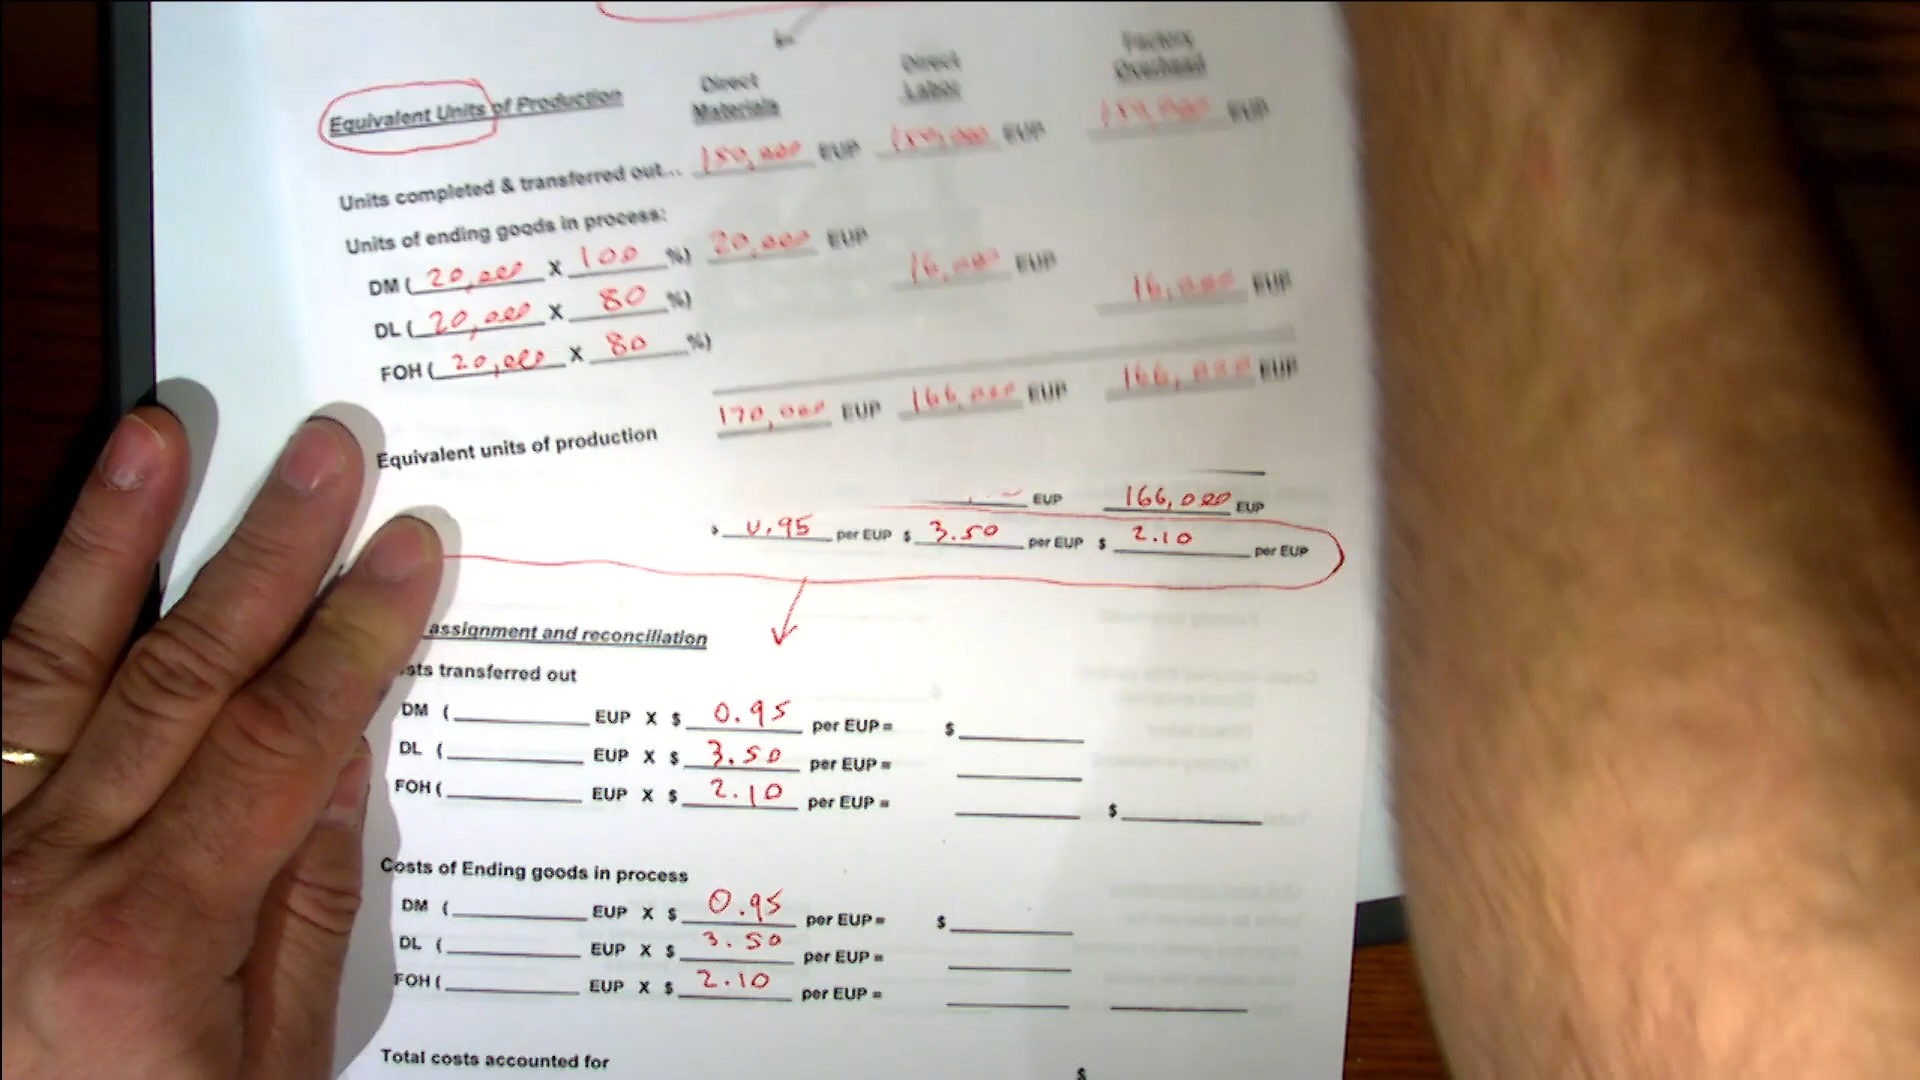 Direct Direct Factory
Equivalent Units of Production Materials Labor Overhead
Units completed & transferred out... 150,000 EUP 150,000 EUP 150,000 EUP
Units of ending goods in process:
DM ( 20,000 X 100 %) 20,000 EUP
DL ( 20,000 X 80 %) 16,000 EUP
FOH ( 20,000 X 80 %) 16,000 EUP
Equivalent units of production 170,000 EUP 166,000 EUP 166,000 EUP
EUP 166,000 EUP
0.95 per EUP $ 3.50 per EUP $ 2.10 per EUP
assignment and reconciliation
sts transferred out
DM ( EUP X $ 0.95 per EUP = $
DL ( EUP X $ 3.50 per EUP =
FOH ( EUP X $ 2.10 per EUP = $
Costs of Ending goods in process
DM ( EUP X $ 0.95 per EUP = $
DL ( EUP X $ 3.50 per EUP =
FOH ( EUP X $ 2.10 per EUP =
Total costs accounted for $